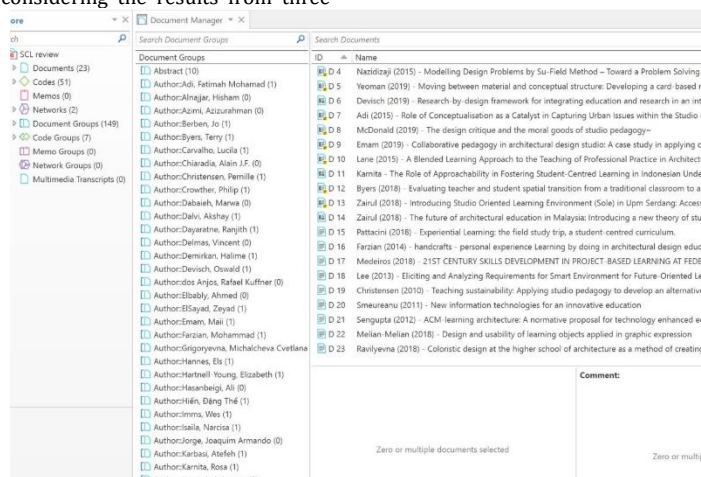 considering the results from three
ore
Document Manager
ch
Search Document Groups
Search Documents
SCL review
Documents (23)
Codes (51)
Memos (0)
Networks (2)
Document Groups (149)
Code Groups (7)
Memo Groups (0)
Network Groups (0)
Multimedia Transcripts (0)
Document Groups
Abstract (10)
Author::Adi, Fatimah Mohamad (1)
Author::Alnajjar, Hisham (0)
Author::Azimi, Azizurahmen (0)
Author::Berben, Jo (1)
Author::Byers, Terry (1)
Author::Carvalho, Lucila (1)
Author::Chiaradia, Alain J.F. (0)
Author::Christensen, Pernille (1)
Author::Crowther, Philip (1)
Author::Dabaieh, Marwa (0)
Author::Dalvi, Akshay (1)
Author::Dayaratne, Ranjith (1)
Author::Delmas, Vincent (0)
Author::Demirkan, Halime (1)
Author::Devisch, Oswald (1)
Author::dos Anjos, Rafael Kuffner (0)
Author::Elbably, Ahmed (0)
Author::ElSayad, Zeyad (1)
Author::Emam, Maii (1)
Author::Farzian, Mohammad (1)
Author::Grigoryevna, Michalcheva Cvetlana
Author::Hannes, Els (1)
Author::Hartnell-Young, Elizabeth (1)
Author::Hasanbeigi, Ali (0)
Author::Hiến, Đặng Thế (1)
Author::Imms, Wes (1)
Author::Isaila, Narcisa (1)
Author::Jorge, Joaquim Armando (0)
Author::Karbasi, Atefeh (1)
Author::Karnita, Rosa (1)
ID Name
D 4 Nazidizaji (2015) - Modelling Design Problems by Su-Field Method – Toward a Problem Solving
D 5 Yeoman (2019) - Moving between material and conceptual structure: Developing a card-based
D 6 Devisch (2019) - Research-by-design framework for integrating education and research in an int
D 7 Adi (2015) - Role of Conceptualisation as a Catalyst in Capturing Urban Issues within the Studio
D 8 McDonald (2019) - The design critique and the moral goods of studio pedagogy~
D 9 Emam (2019) - Collaborative pedagogy in architectural design studio: A case study in applying c
D 10 Lane (2015) - A Blended Learning Approach to the Teaching of Professional Practice in Architect
D 11 Karnita - The Role of Approachability in Fostering Student-Centred Learning in Indonesian Unde
D 12 Byers (2018) - Evaluating teacher and student spatial transition from a traditional classroom to a
D 13 Zairul (2018) - Introducing Studio Oriented Learning Environment (Sole) in Upm Serdang: Acces
D 14 Zairul (2018) - The future of architectural education in Malaysia: Introducing a new theory of stu
D 15 Pattacini (2018) - Experiential Learning: the field study trip, a student-centred curriculum.
D 16 Farzian (2014) - handcrafts - personal experience Learning by doing in architectural design educ
D 17 Medeiros (2018) - 21ST CENTURY SKILLS DEVELOPMENT IN PROJECT-BASED LEARNING AT FEDE
D 18 Lee (2013) - Eliciting and Analyzing Requirements for Smart Environment for Future-Oriented Le
D 19 Christensen (2010) - Teaching sustainability: Applying studio pedagogy to develop an alternativ
D 20 Smeureanu (2011) - New information technologies for an innovative education
D 21 Sengupta (2012) - ACM-learning architecture: A normative proposal for technology enhanced e
D 22 Melian-Melian (2018) - Design and usability of learning objects applied in graphic expression
D 23 Ravilyevna (2018) - Coloristic design at the higher school of architecture as a method of creating
Comment:
Zero or multiple documents selected
Zero or multi